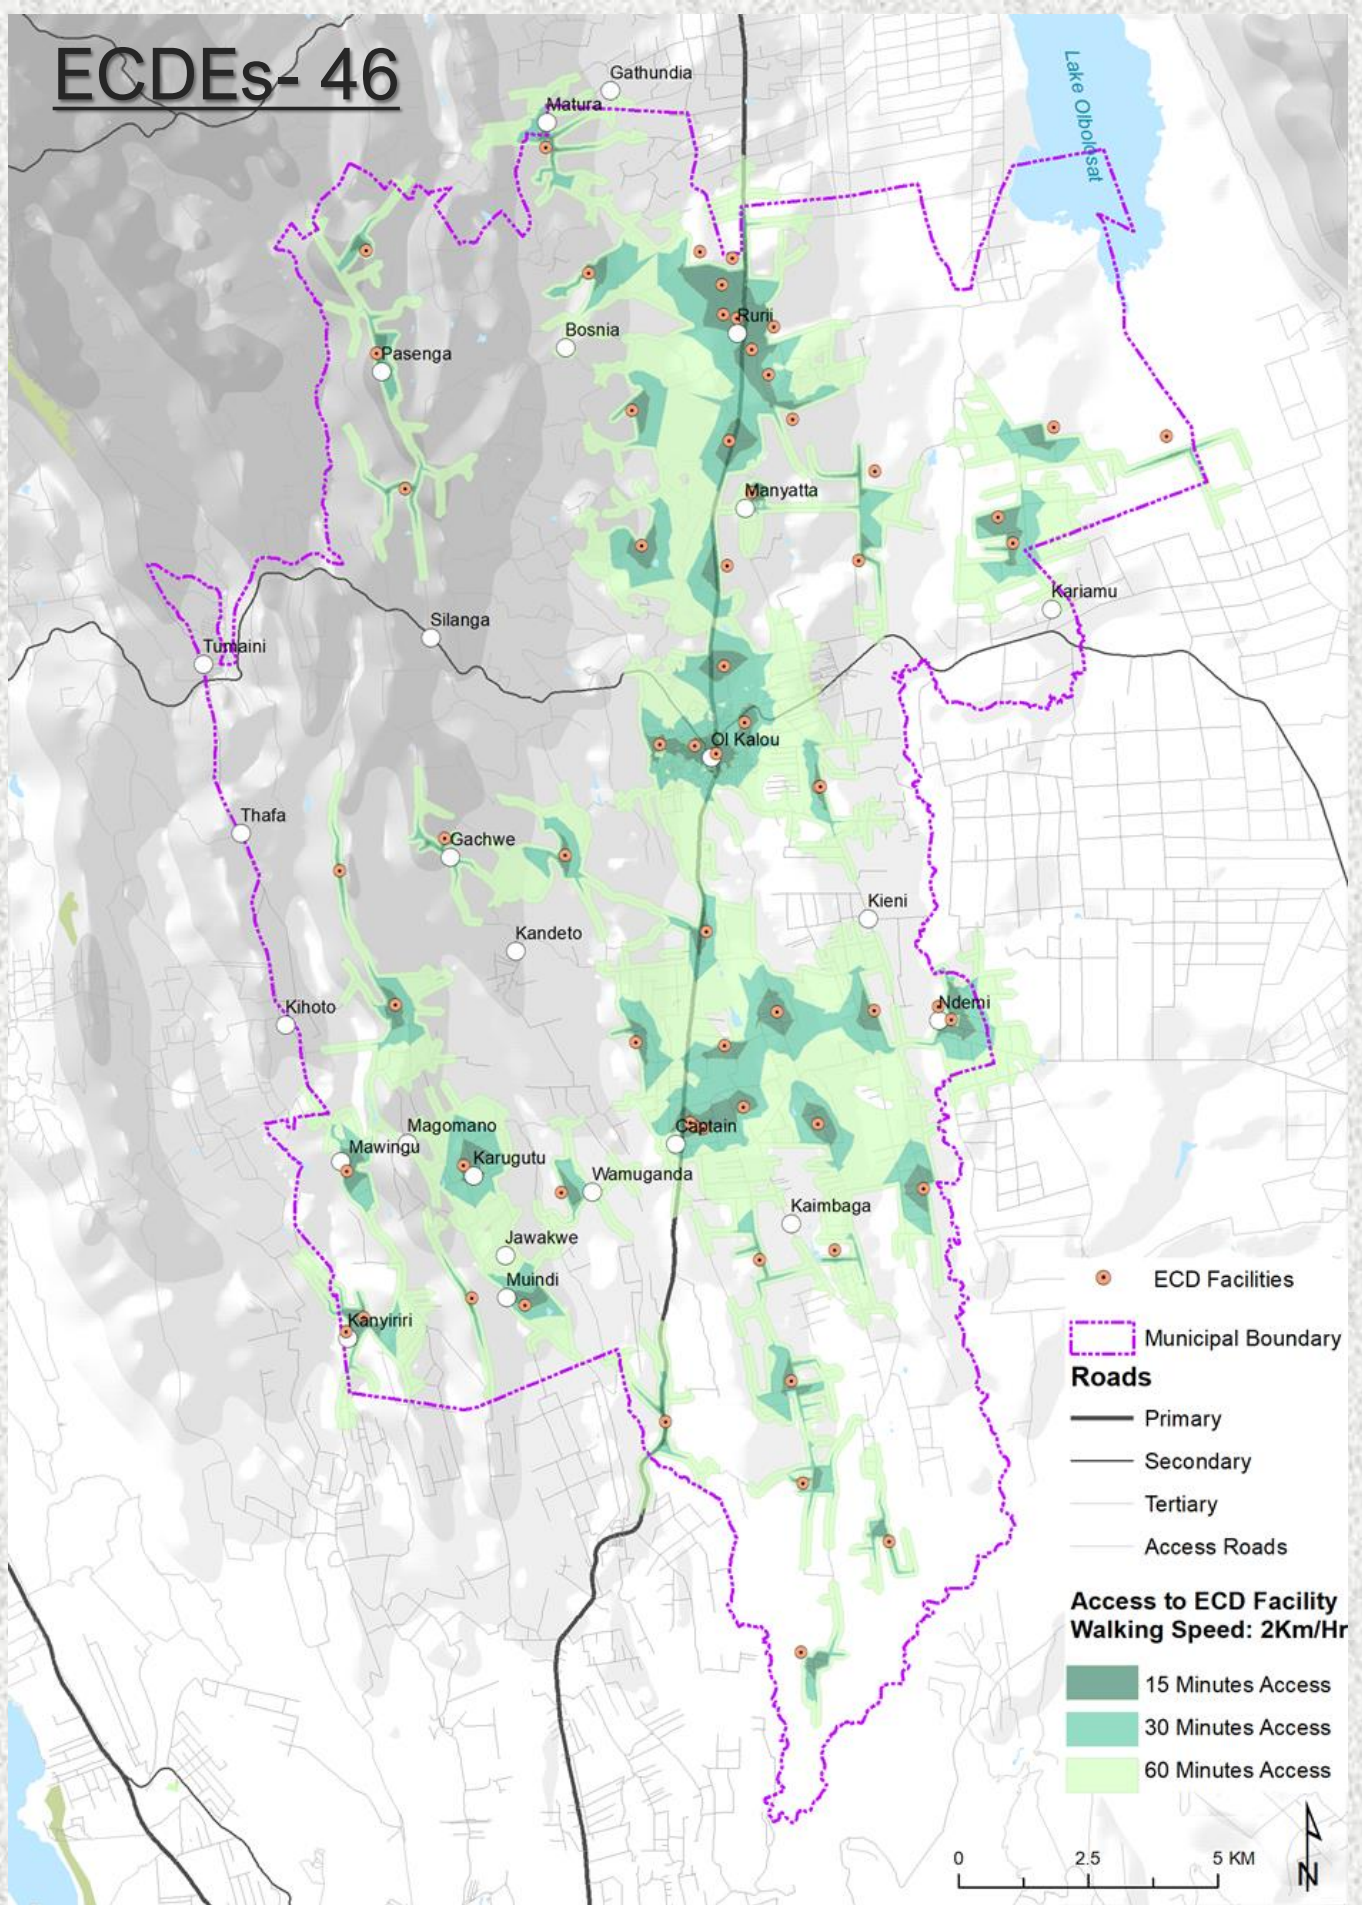 ECDEs- 46
Gathundia
Matura
Lake Olbolosat
Rurii
Bosnia
Pasenga
Manyatta
Kariamu
Silanga
Tumaini
Ol Kalou
Thafa
Gachwe
Kieni
Kandeto
Ndemi
Kihoto
Magomano
Captain
Mawingu
Karugutu
Wamuganda
Kaimbaga
Jawakwe
Muindi
Kanyiriri
ECD Facilities
Municipal Boundary
Roads
Primary
Secondary
Tertiary
Access Roads
Access to ECD Facility
Walking Speed: 2Km/Hr
15 Minutes Access
30 Minutes Access
60 Minutes Access
0 2.5 5 KM
N